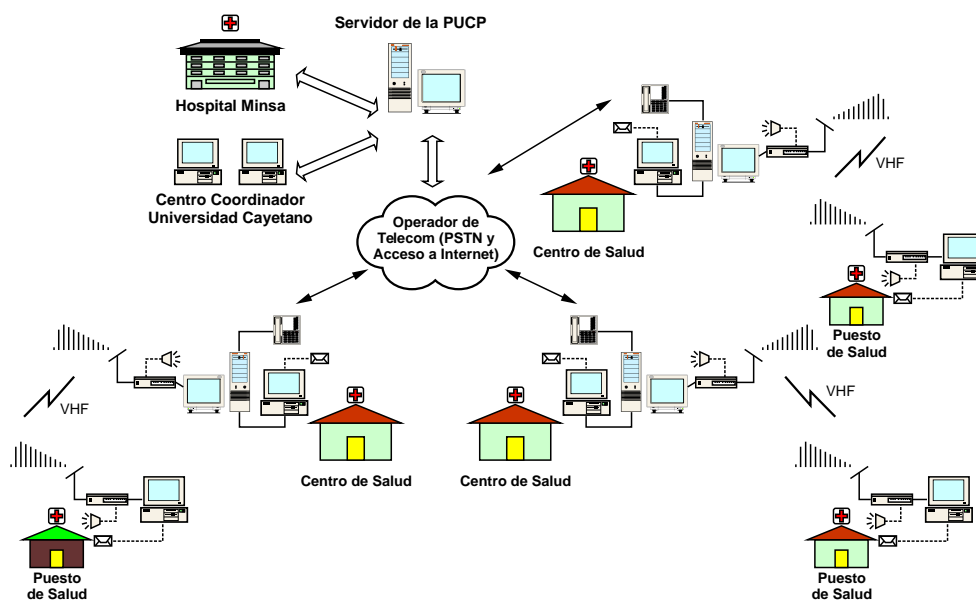 Servidor de la PUCP
Hospital Minsa
Centro Coordinador
Universidad Cayetano
Operador de
Telecom (PSTN y
Acceso a Internet)
VHF
Centro de Salud
Puesto
de Salud
VHF
VHF
Centro de Salud
Centro de Salud
Puesto
de Salud
Puesto
de Salud